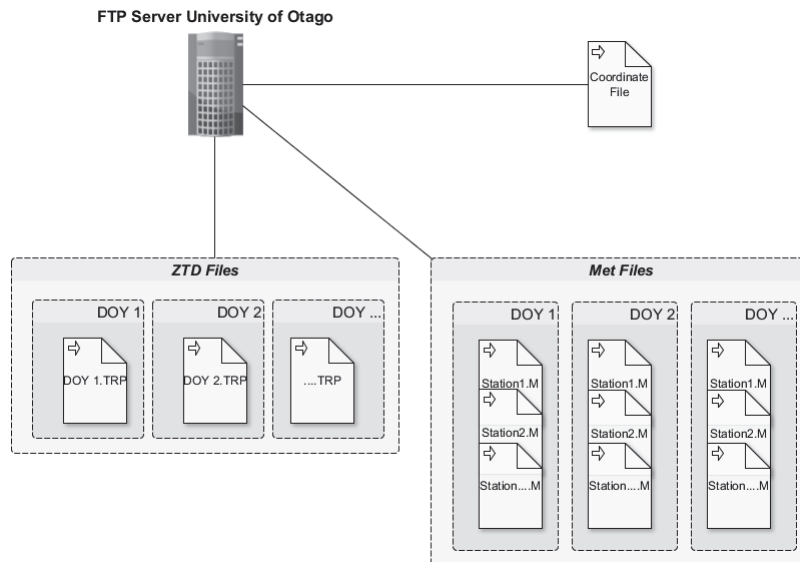 FTP Server University of Otago
Coordinate
File
ZTD Files
DOY 1
DOY 2
DOY ...
DOY 1.TRP
DOY 2.TRP
....TRP
Met Files
DOY 1
DOY 2
DOY ...
Station1.M
Station2.M
Station....M
Station1.M
Station2.M
Station....M
Station1.M
Station2.M
Station....M